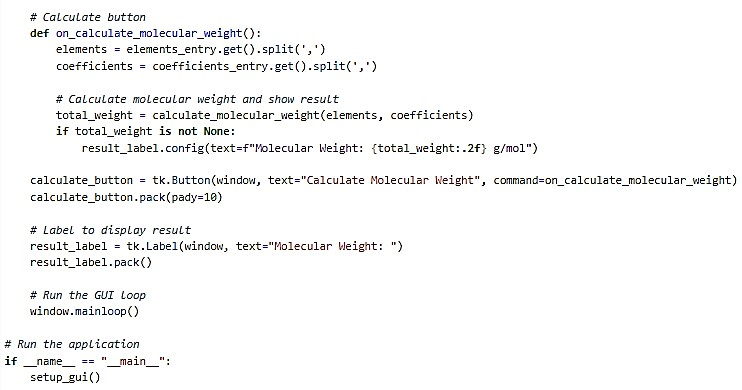 # Calculate button
def on_calculate_molecular_weight():
elements = elements_entry.get().split(',')
coefficients = coefficients_entry.get().split(',')
# Calculate molecular weight and show result
total_weight = calculate_molecular_weight(elements, coefficients)
if total_weight is not None:
result_label.config(text=f"Molecular Weight: {total_weight:.2f} g/mol")
calculate_button = tk.Button(window, text="Calculate Molecular Weight", command=on_calculate_molecular_weight)
calculate_button.pack(pady=10)
# Label to display result
result_label = tk.Label(window, text="Molecular Weight: ")
result_label.pack()
# Run the GUI loop
window.mainloop()
# Run the application
if __name__ == "__main__":
setup_gui()